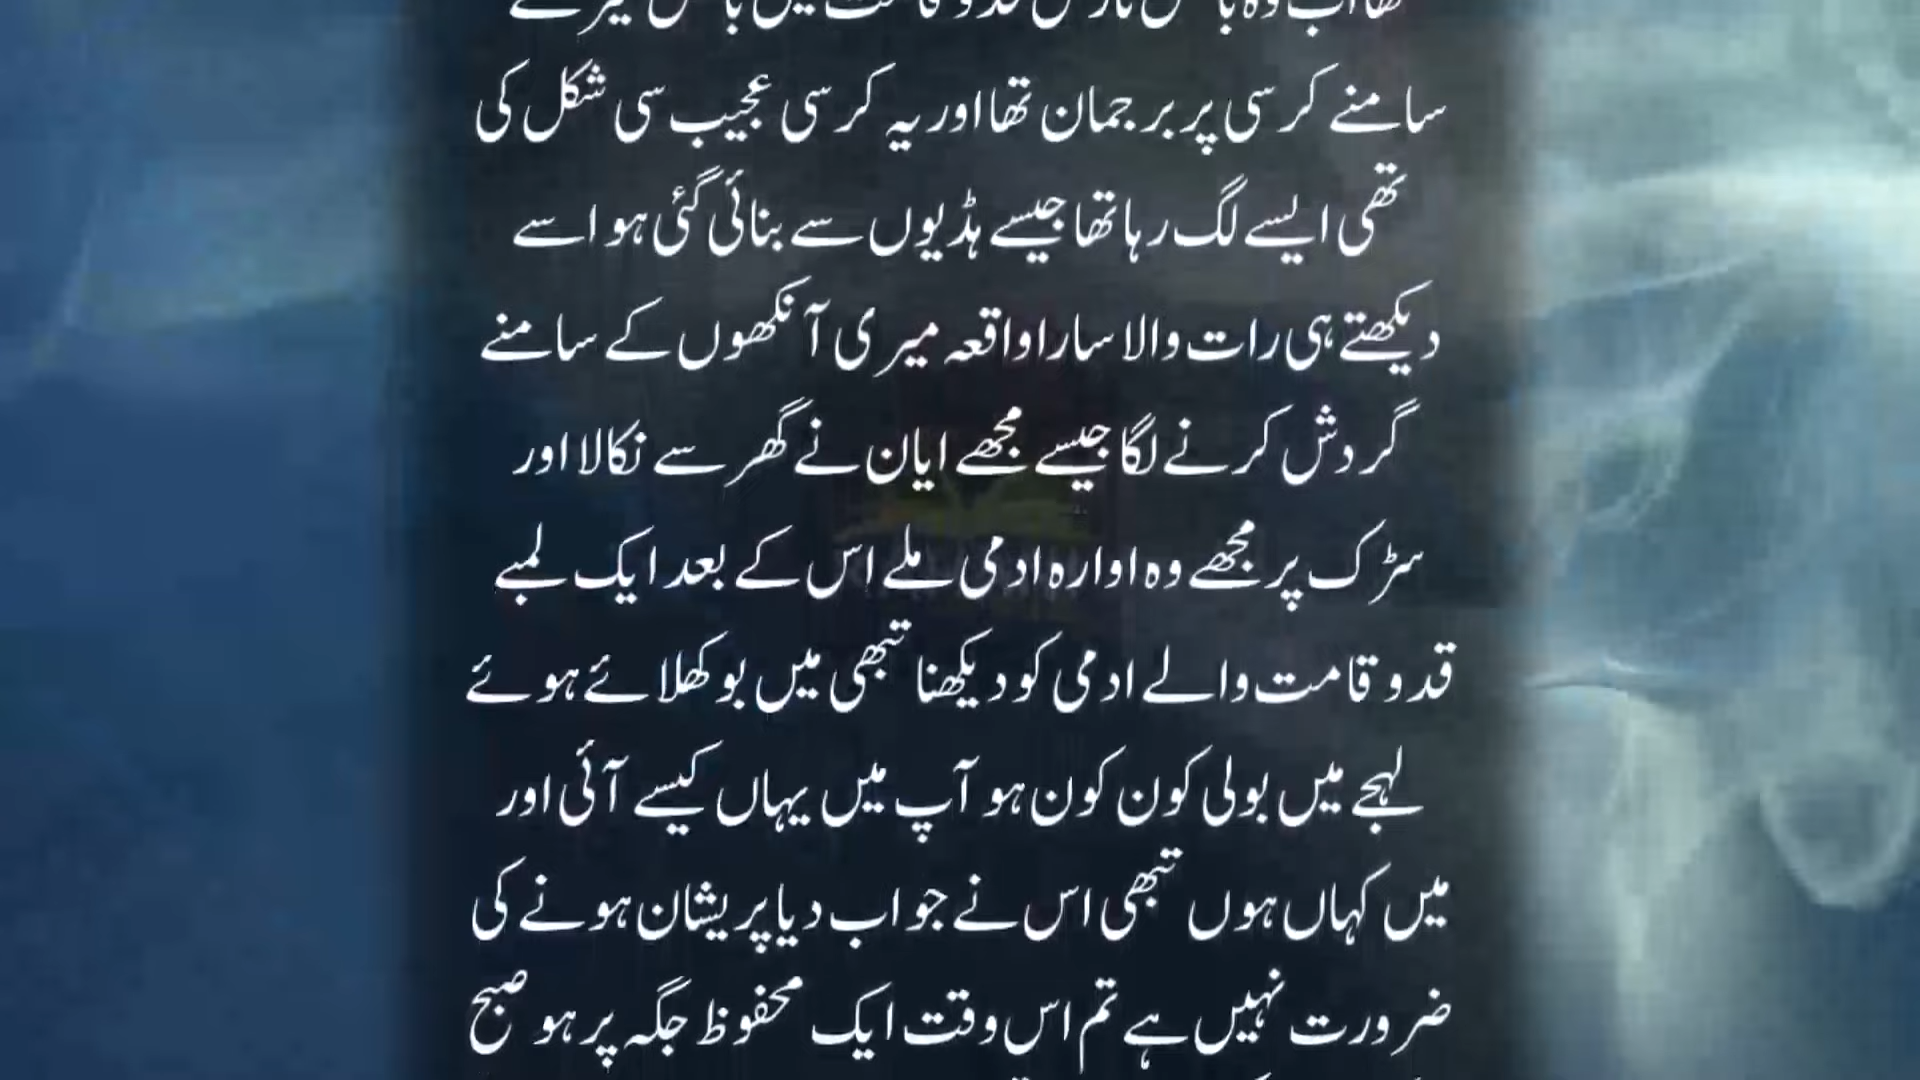 سامنے کرسی پر برجمان تھا اور یہ کرسی عجیب سی شکل کی
تھی ایسے لگ رہا تھا جیسے ہڈیوں سے بنائی گئی ہو اسے
دیکھتے ہی رات والا سارا واقعہ میری آنکھوں کے سامنے
گردش کرنے لگا جیسے مجھے ایان نے گھر سے نکالا اور
سڑک پر مجھے وہ اوارہ ادمی ملے اس کے بعد ایک لمبے
قد و قامت والے ادمی کو دیکھنا تبھی میں بوکھلائے ہوئے
لہجے میں بولی کون کون ہو آپ میں یہاں کیسے آئی اور
میں کہاں ہوں تبھی اس نے جواب دیا پریشان ہونے کی
ضرورت نہیں ہے تم اس وقت ایک محفوظ جگہ پر ہو صبح